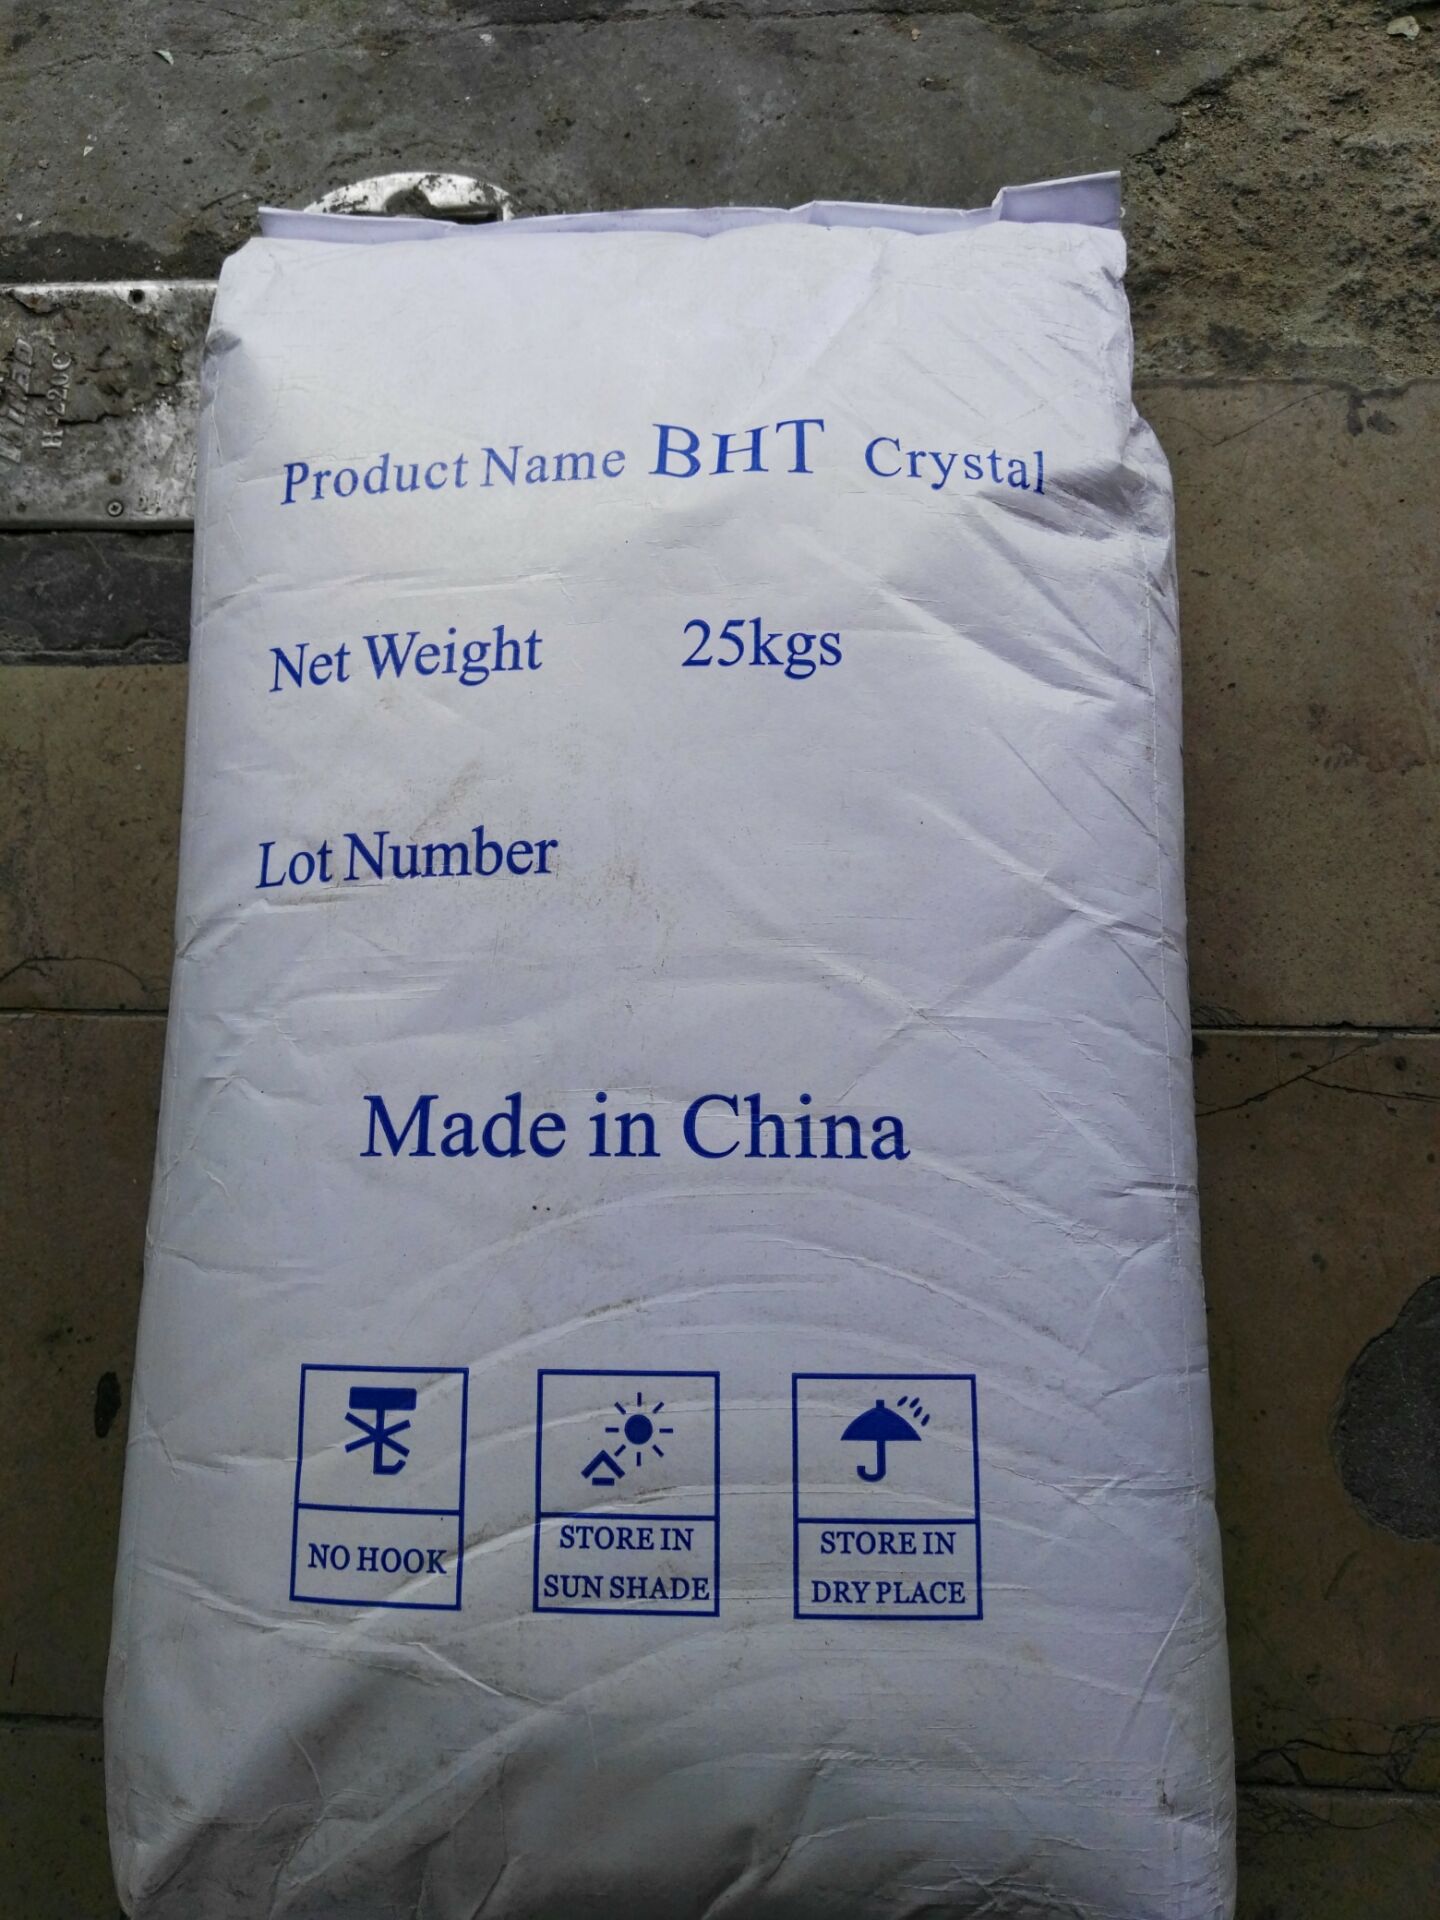 H-220C
Product Name BHT Crystal
Net Weight 25kgs
Lot Number
Made in China
NO HOOK
STORE IN
SUN SHADE
STORE IN
DRY PLACE